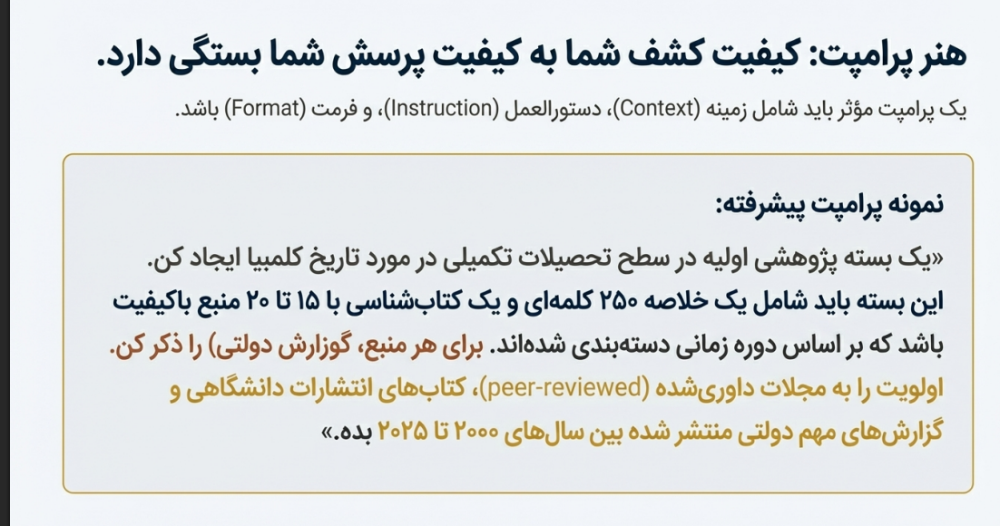 هنر پرامپت: کیفیت کشف شما به کیفیت پرسش شما بستگی دارد.
یک پرامپت مؤثر باید شامل زمینه (Context)، دستورالعمل (Instruction)، و فرمت (Format) باشد.
نمونه پرامپت پیشرفته:
«یک بسته پژوهشی اولیه در سطح تحصیلات تکمیلی در مورد تاریخ کلمبیا ایجاد کن.
این بسته باید شامل یک خلاصه ۲۵۰ کلمه‌ای و یک کتاب‌شناسی با ۱۵ تا ۲۰ منبع باکیفیت
باشد که بر اساس دوره زمانی دسته‌بندی شده‌اند. برای هر منبع، گوزارش دولتی) را ذکر کن.
اولویت را به مجلات داوری‌شده (peer-reviewed)، کتاب‌های انتشارات دانشگاهی و
گزارش‌های مهم دولتی منتشر شده بین سال‌های ۲۰۰۰ تا ۲۰۲۵ بده.»